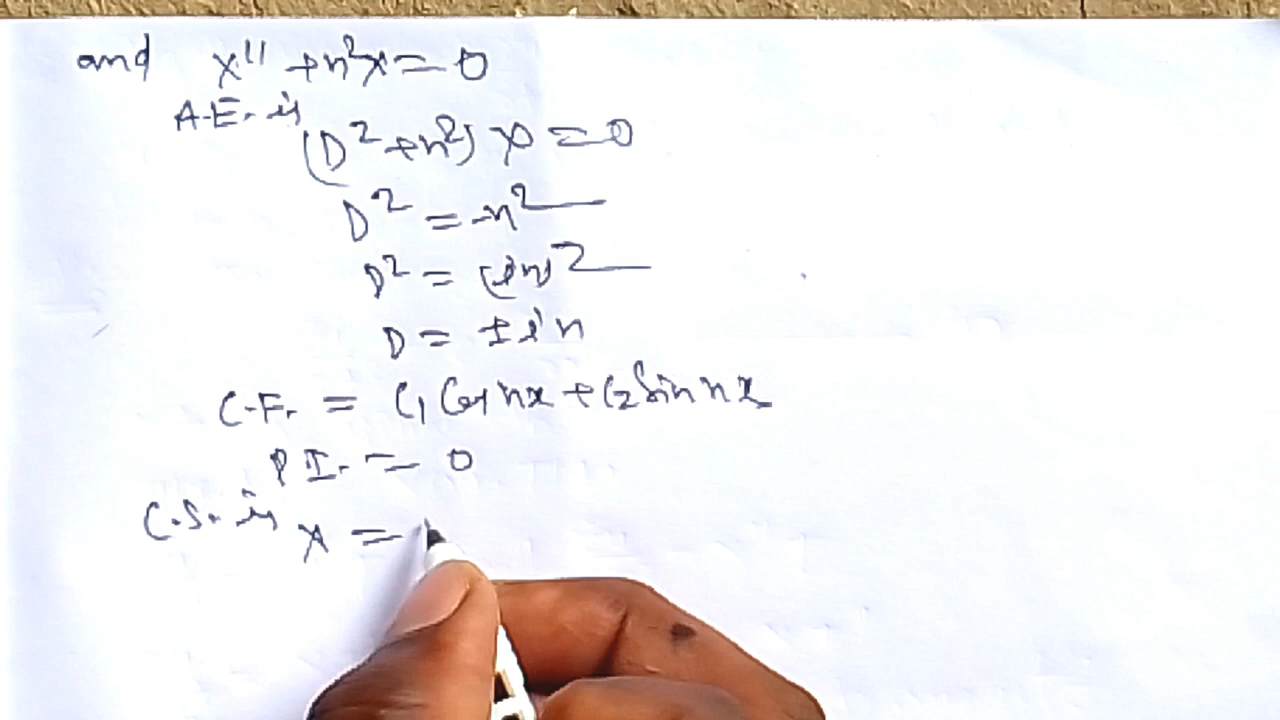 and X'' + n²X = 0
A.E. is
(D² + n²) X = 0
D² = -n²
D² = (in)²
D = ± in
C.F. = C₁ Cos nx + C₂ Sin nx
P.I. = 0
C.S. is X =